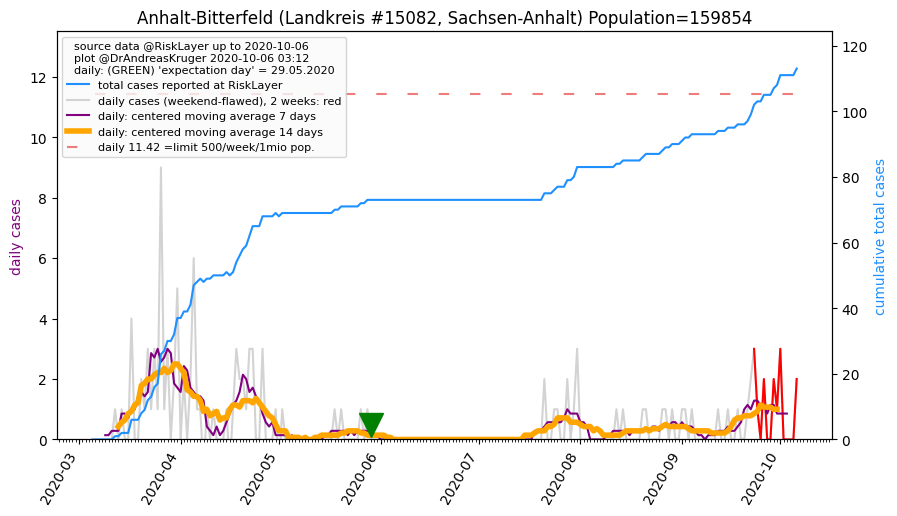 Anhalt-Bitterfeld (Landkreis #15082, Sachsen-Anhalt) Population=159854
source data @RiskLayer up to 2020-10-06
plot @DrAndreasKruger 2020-10-06 03:12
daily: (GREEN) 'expectation day' = 29.05.2020
total cases reported at RiskLayer
daily cases (weekend-flawed), 2 weeks: red
daily: centered moving average 7 days
daily: centered moving average 14 days
daily 11.42 =limit 500/week/1mio pop.
daily cases
0
2
4
6
8
10
12
cumulative total cases
0
20
40
60
80
100
120
2020-03
2020-04
2020-05
2020-06
2020-07
2020-08
2020-09
2020-10